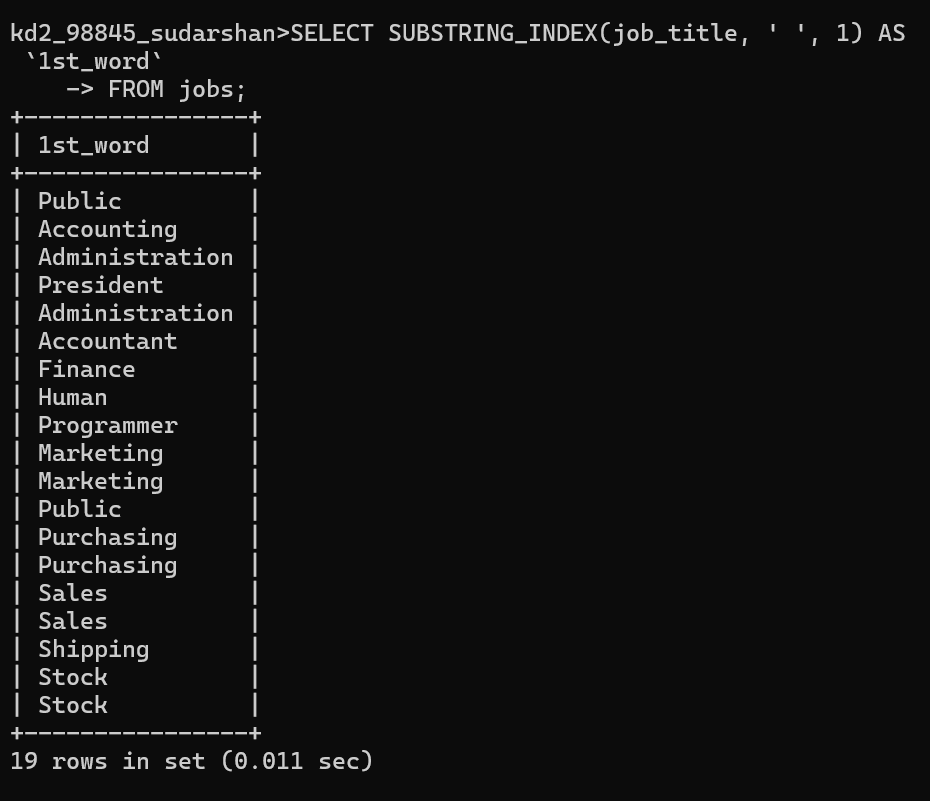 kd2_98845_sudarshan>SELECT SUBSTRING_INDEX(job_title, ' ', 1) AS
 `1st_word`
    -> FROM jobs;
+----------------+
| 1st_word       |
+----------------+
| Public         |
| Accounting     |
| Administration |
| President      |
| Administration |
| Accountant     |
| Finance        |
| Human          |
| Programmer     |
| Marketing      |
| Marketing      |
| Public         |
| Purchasing     |
| Purchasing     |
| Sales          |
| Sales          |
| Shipping       |
| Stock          |
| Stock          |
+----------------+
19 rows in set (0.011 sec)